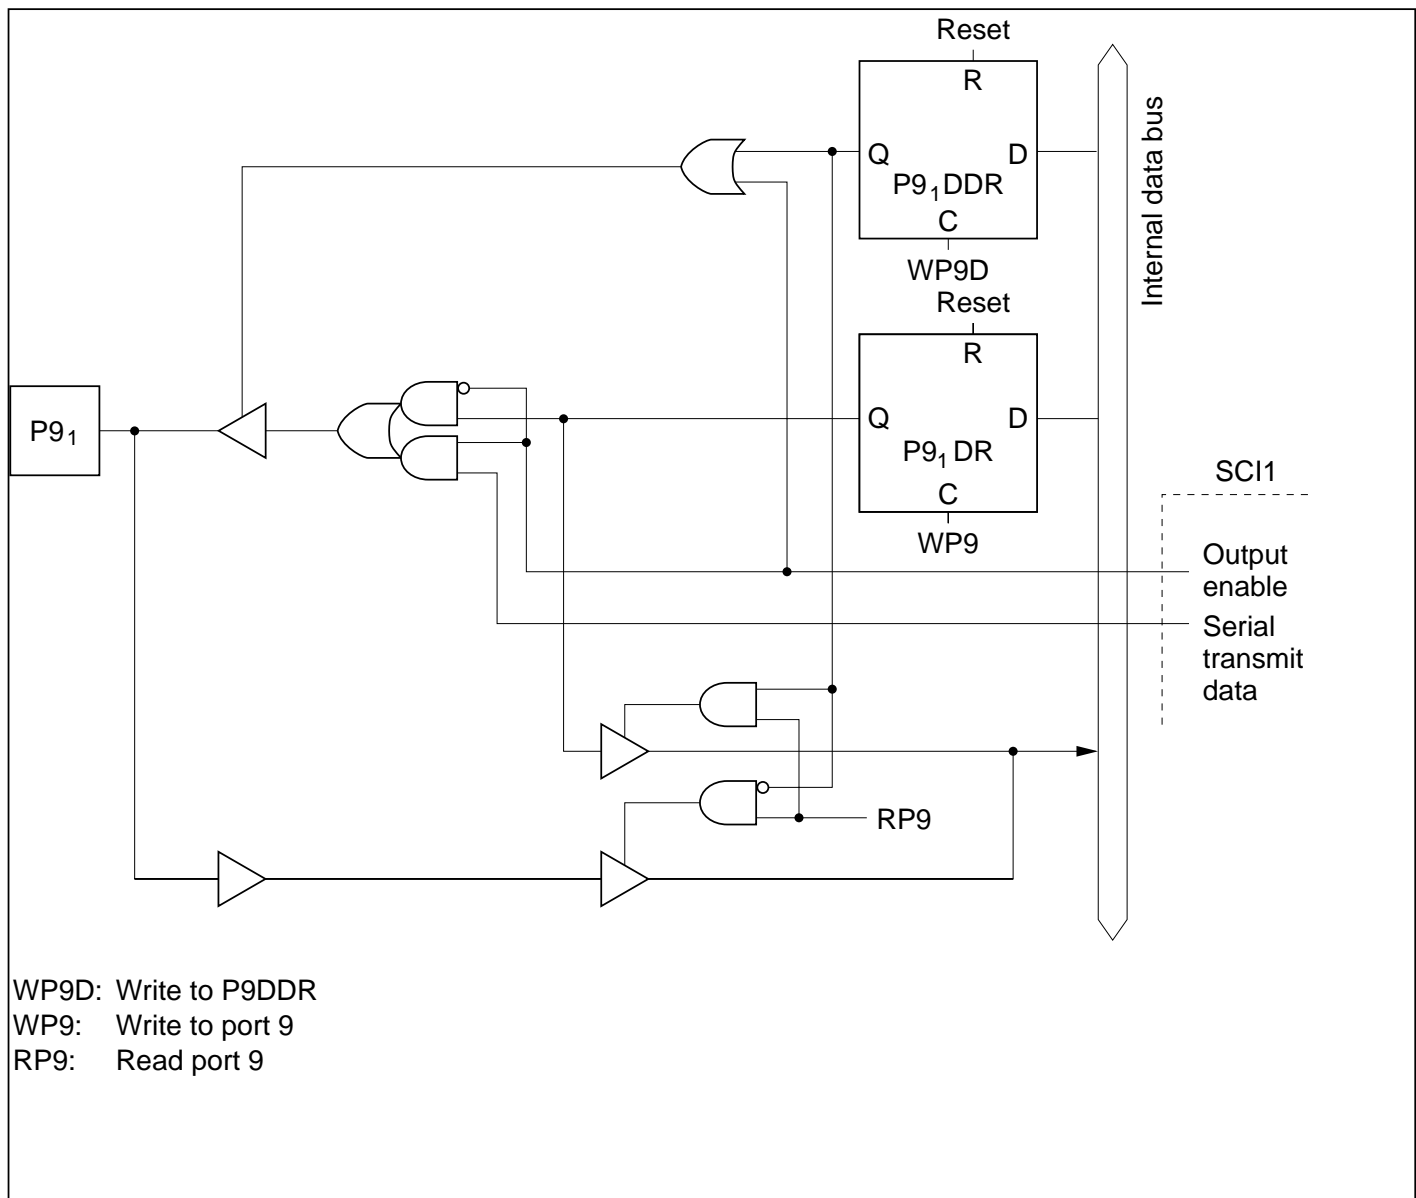 Reset
R
Q
D
P9₁DDR
C
WP9D
Internal data bus
Reset
R
Q
D
P9₁ DR
C
WP9
P9₁
SCI1
Output
enable
Serial
transmit
data
RP9
WP9D: Write to P9DDR
WP9: Write to port 9
RP9: Read port 9